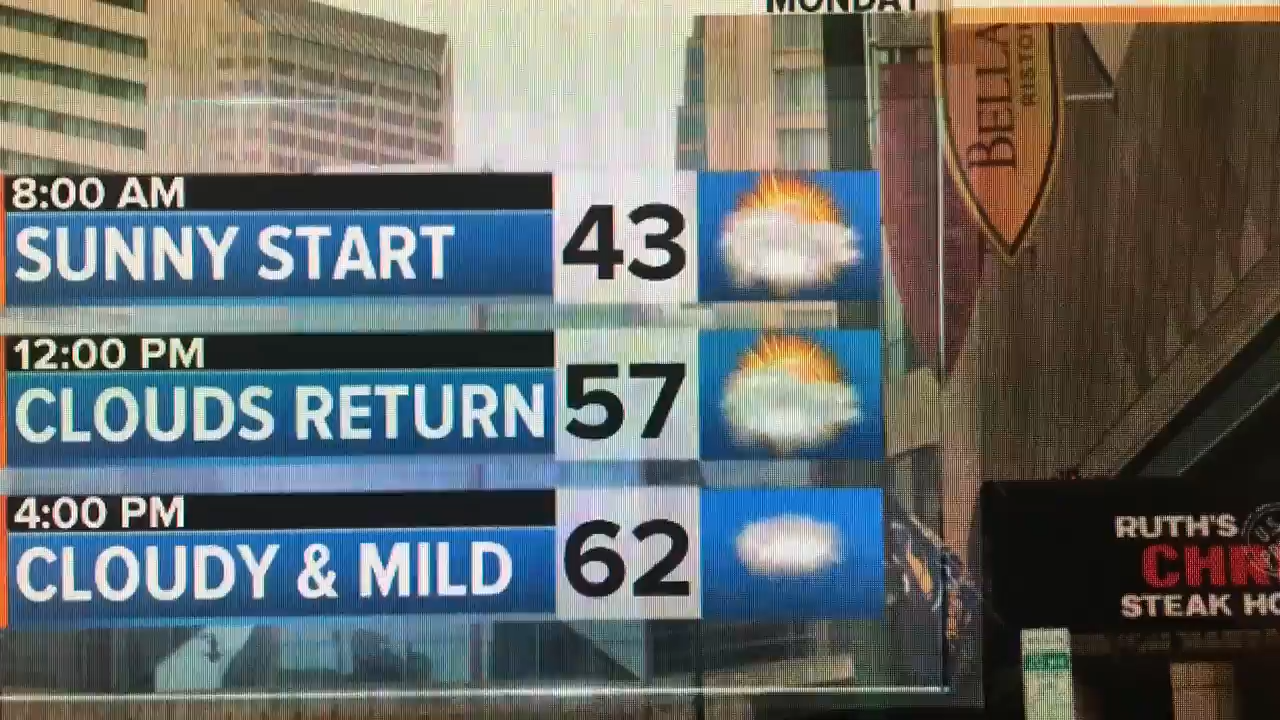 MONDAY
8:00 AM
SUNNY START
43
12:00 PM
CLOUDS RETURN
57
4:00 PM
CLOUDY & MILD
62
BELLA
RUTH'S
STEAK